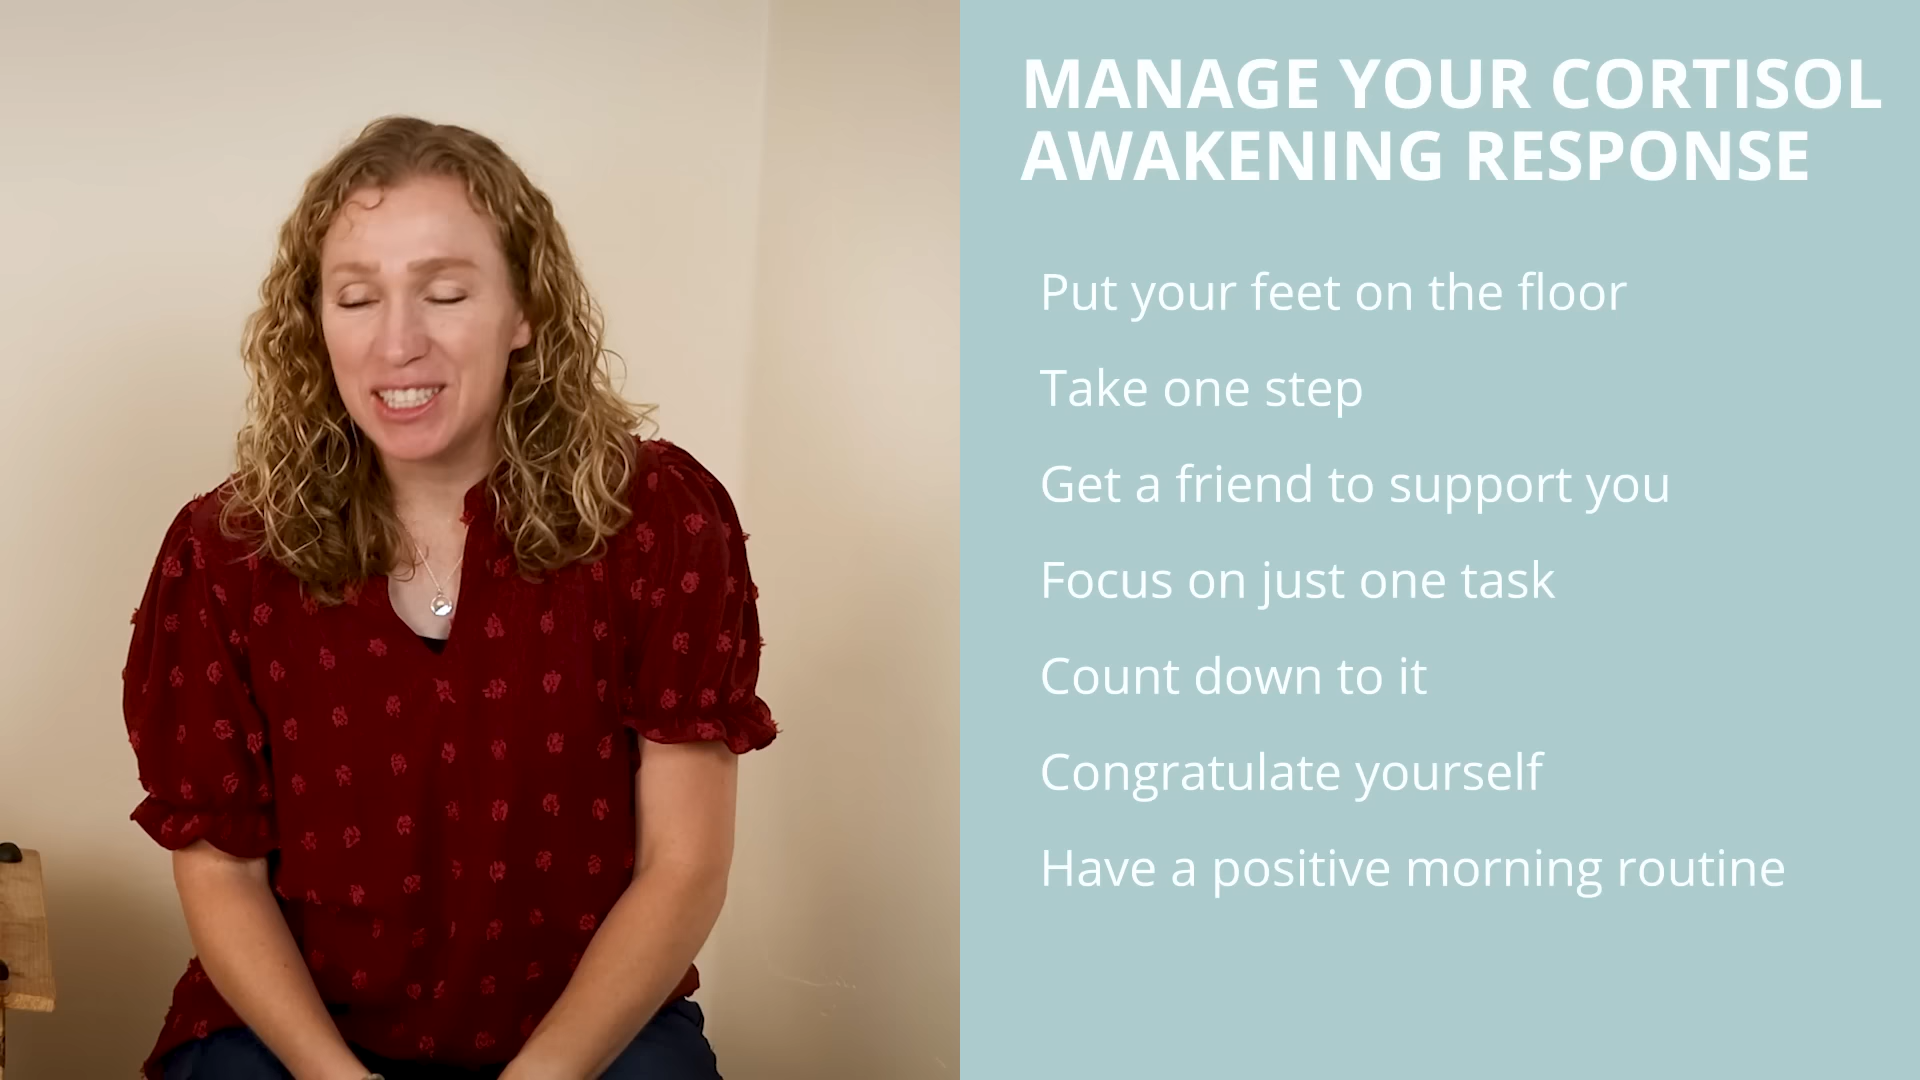 MANAGE YOUR CORTISOL
AWAKENING RESPONSE
Put your feet on the floor
Take one step
Get a friend to support you
Focus on just one task
Count down to it
Congratulate yourself
Have a positive morning routine